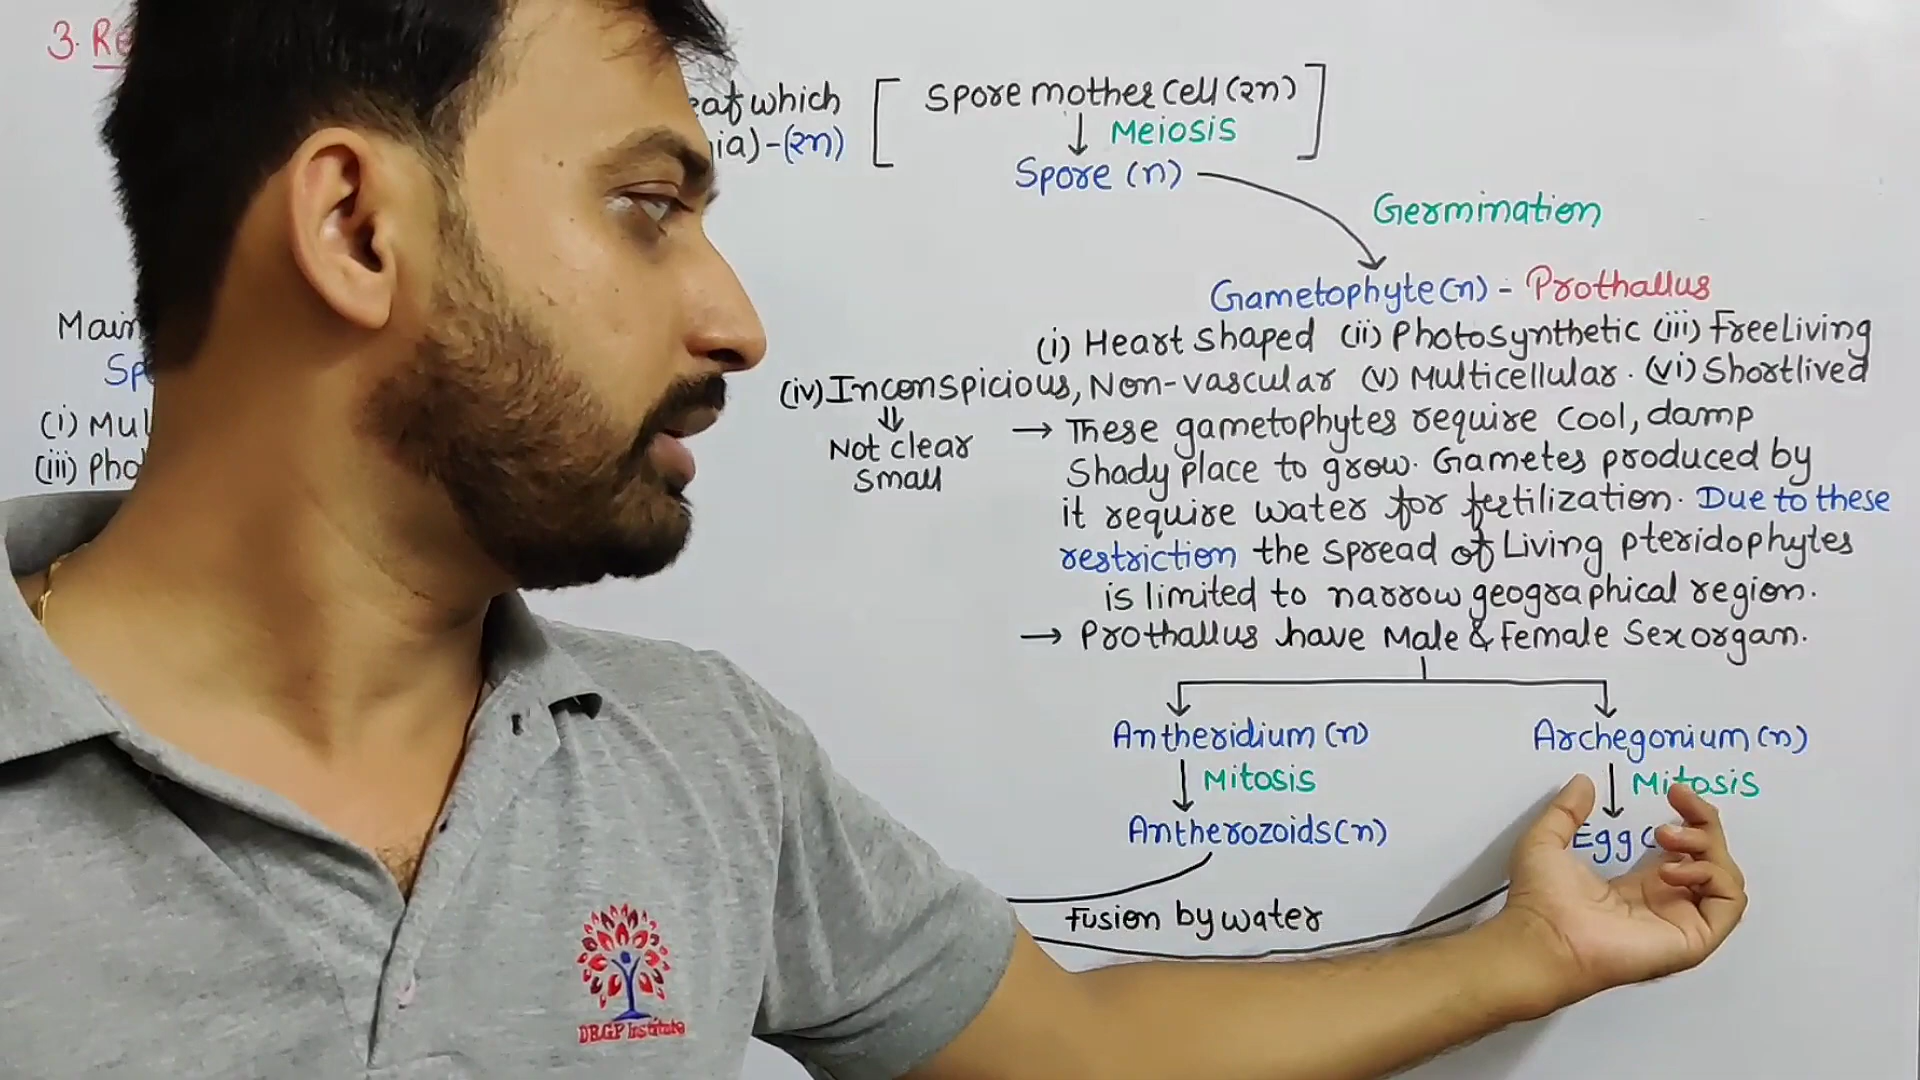 3. Re
eaf which
ia)-(2n)
Spore mother cell (2n)
Meiosis
Spore (n)
Germination
Gametophyte(n) - Prothallus
(i) Heart shaped (ii) Photosynthetic (iii) FreeLiving
(iv) Inconspicious, Non-vascular (v) Multicellular. (vi) Shortlived
Not clear
Small
→ These gametophytes require cool, damp
Shady place to grow. Gametes produced by
it require water for fertilization. Due to these
restriction the spread of Living pteridophytes
is limited to narrow geographical region.
→ Prothallus have Male & Female Sex organ.
Antheridium (n)
Archegonium (n)
Mitosis
Mitosis
Antherozoids(n)
Egg (
Fusion by water
Main
Sp
(i) Mul
(iii) Pho
DRGP Institute